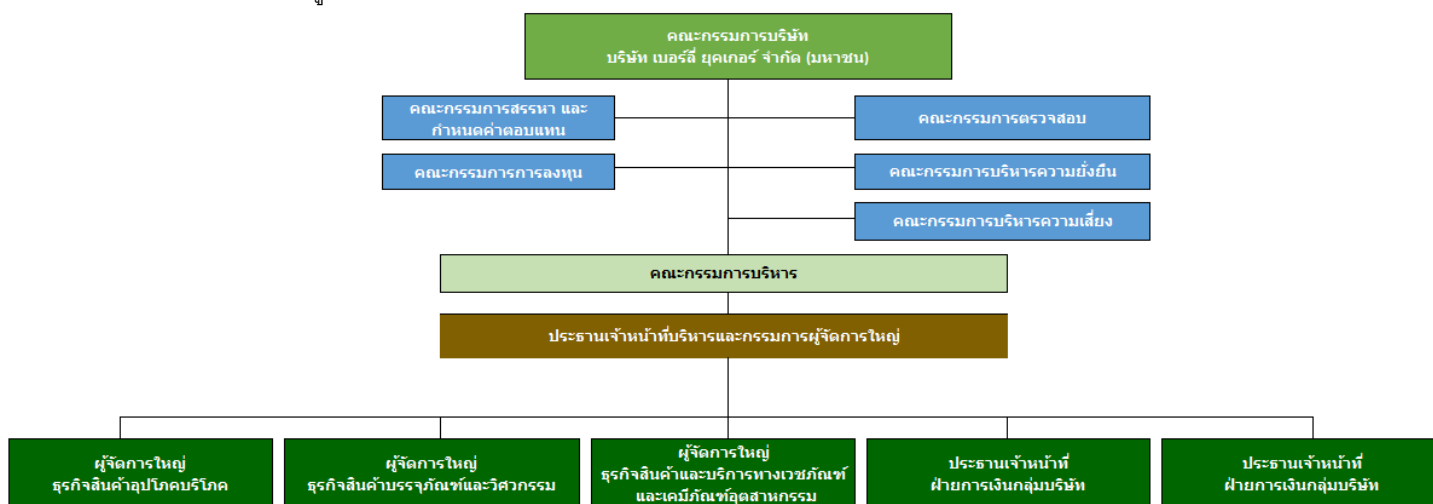 คณะกรรมการบริษัท
บริษัท เบอร์ลี่ ยุคเกอร์ จำกัด (มหาชน)
คณะกรรมการสรรหา และ
กำหนดค่าตอบแทน
คณะกรรมการตรวจสอบ
คณะกรรมการการลงทุน
คณะกรรมการบริหารความยั่งยืน
คณะกรรมการบริหารความเสี่ยง
คณะกรรมการบริหาร
ประธานเจ้าหน้าที่บริหารและกรรมการผู้จัดการใหญ่
ผู้จัดการใหญ่
ธุรกิจสินค้าอุปโภคบริโภค
ผู้จัดการใหญ่
ธุรกิจสินค้าบรรจุภัณฑ์และวิศวกรรม
ผู้จัดการใหญ่
ธุรกิจสินค้าและบริการทางเวชภัณฑ์
และเคมีภัณฑ์อุตสาหกรรม
ประธานเจ้าหน้าที่
ฝ่ายการเงินกลุ่มบริษัท
ประธานเจ้าหน้าที่
ฝ่ายการเงินกลุ่มบริษัท